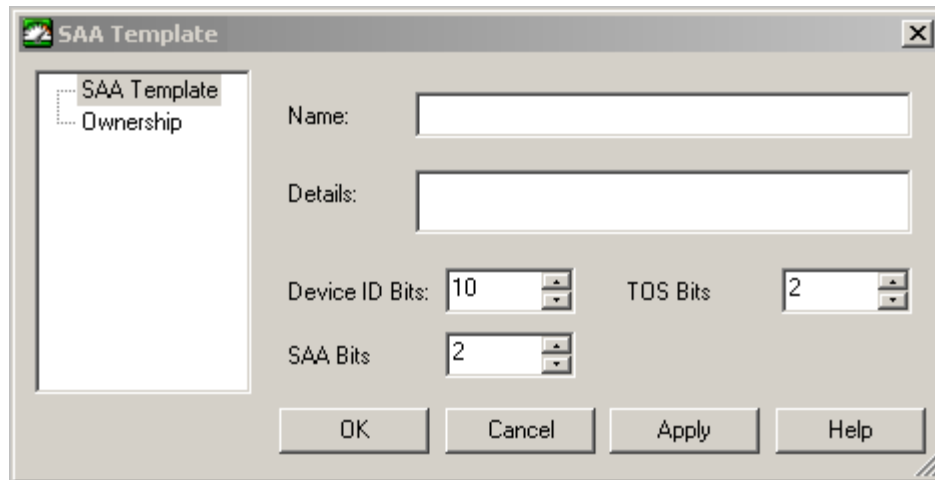 SAA Template
SAA Template
Ownership
Name:
Details:
Device ID Bits: 10 TOS Bits 2
SAA Bits 2
OK Cancel Apply Help